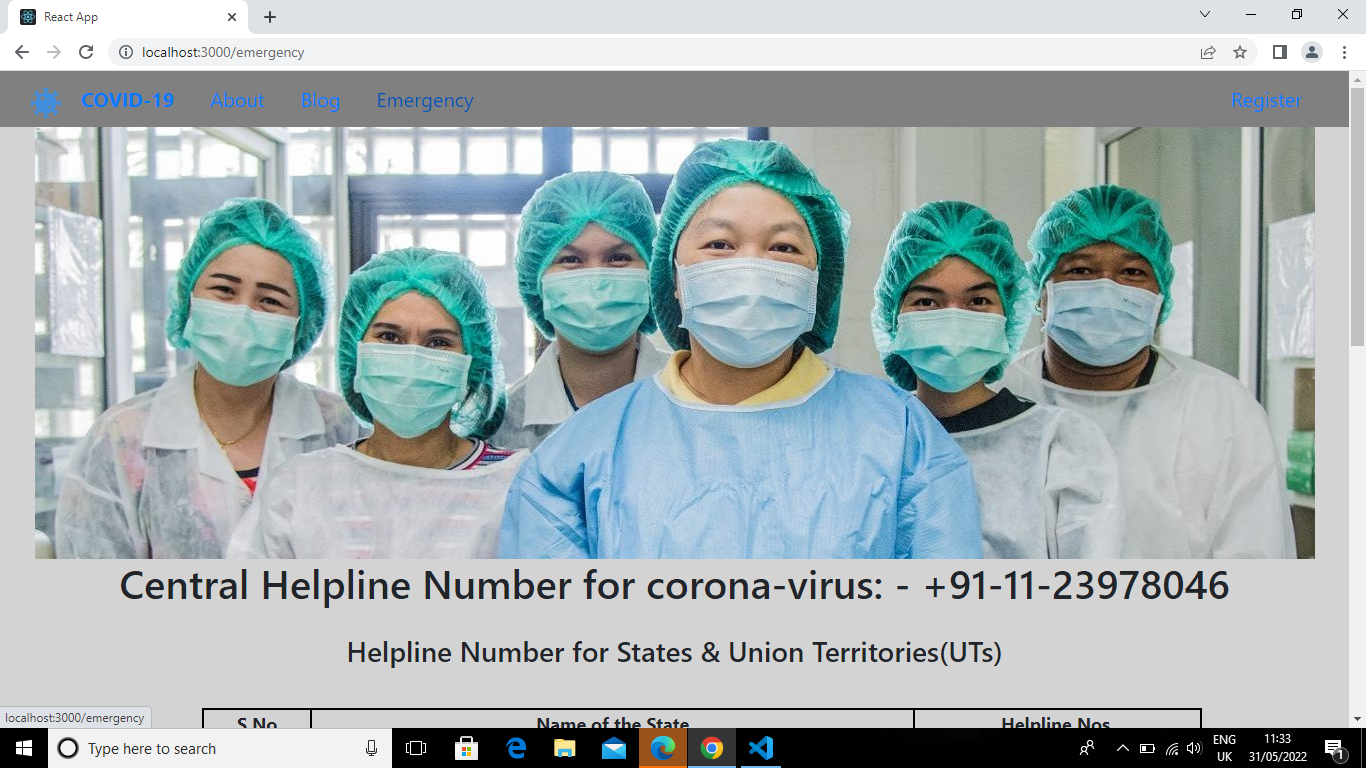 React App
localhost:3000/emergency
COVID-19 About Blog Emergency Register
Central Helpline Number for corona-virus: - +91-11-23978046
Helpline Number for States & Union Territories(UTs)
S.No Name of the State Helpline Nos
localhost:3000/emergency
Type here to search
ENG
UK
11:33
31/05/2022
1